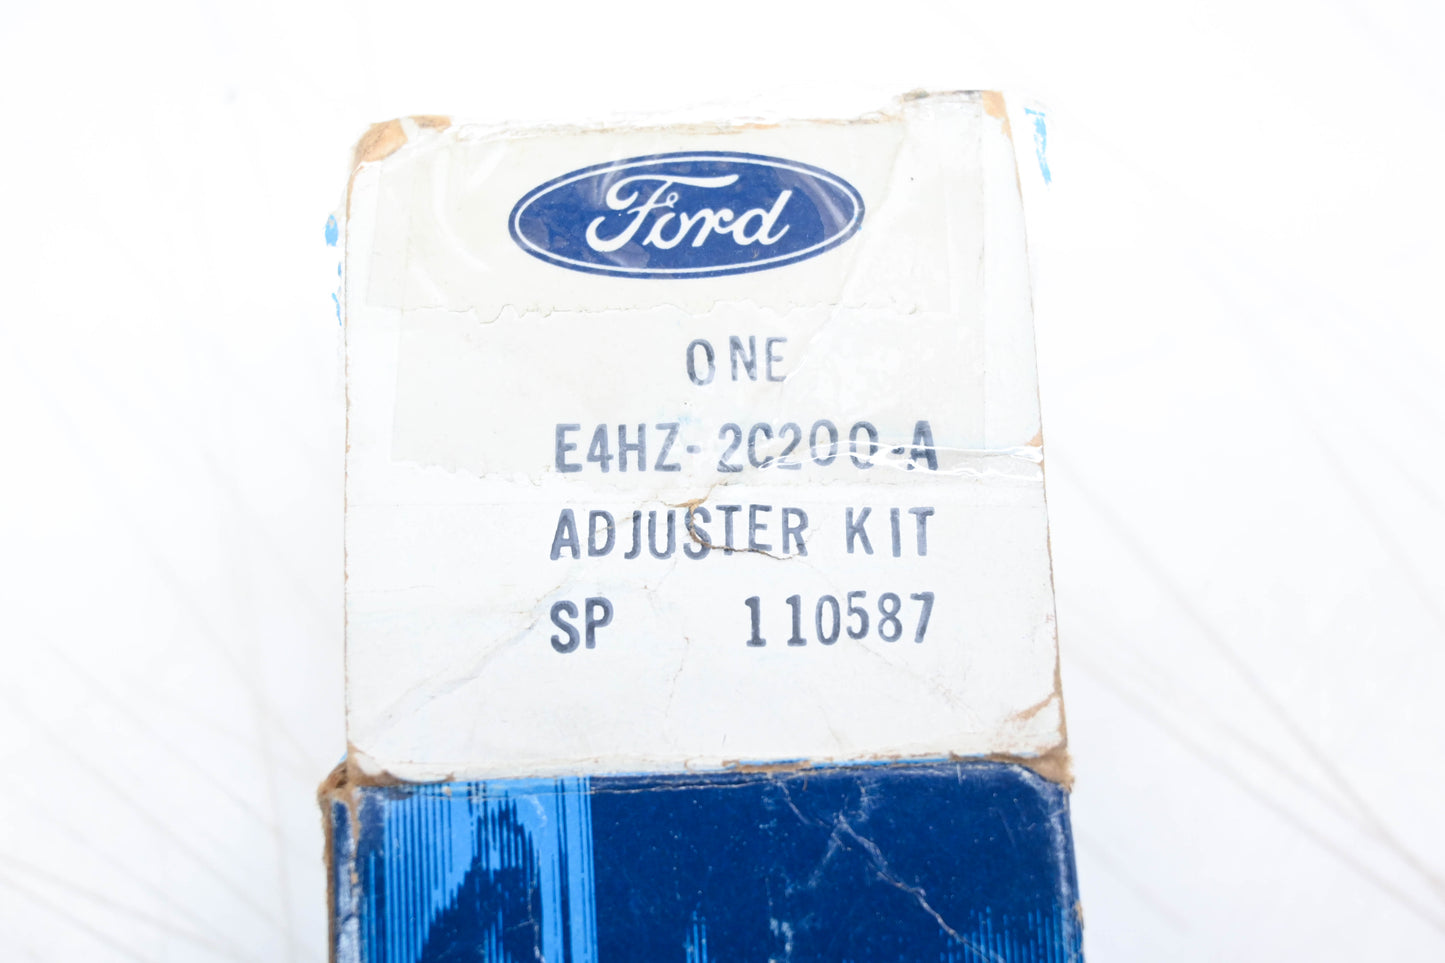 Ford
ONE
E4HZ-2C200-A
ADJUSTER KIT
SP 110587